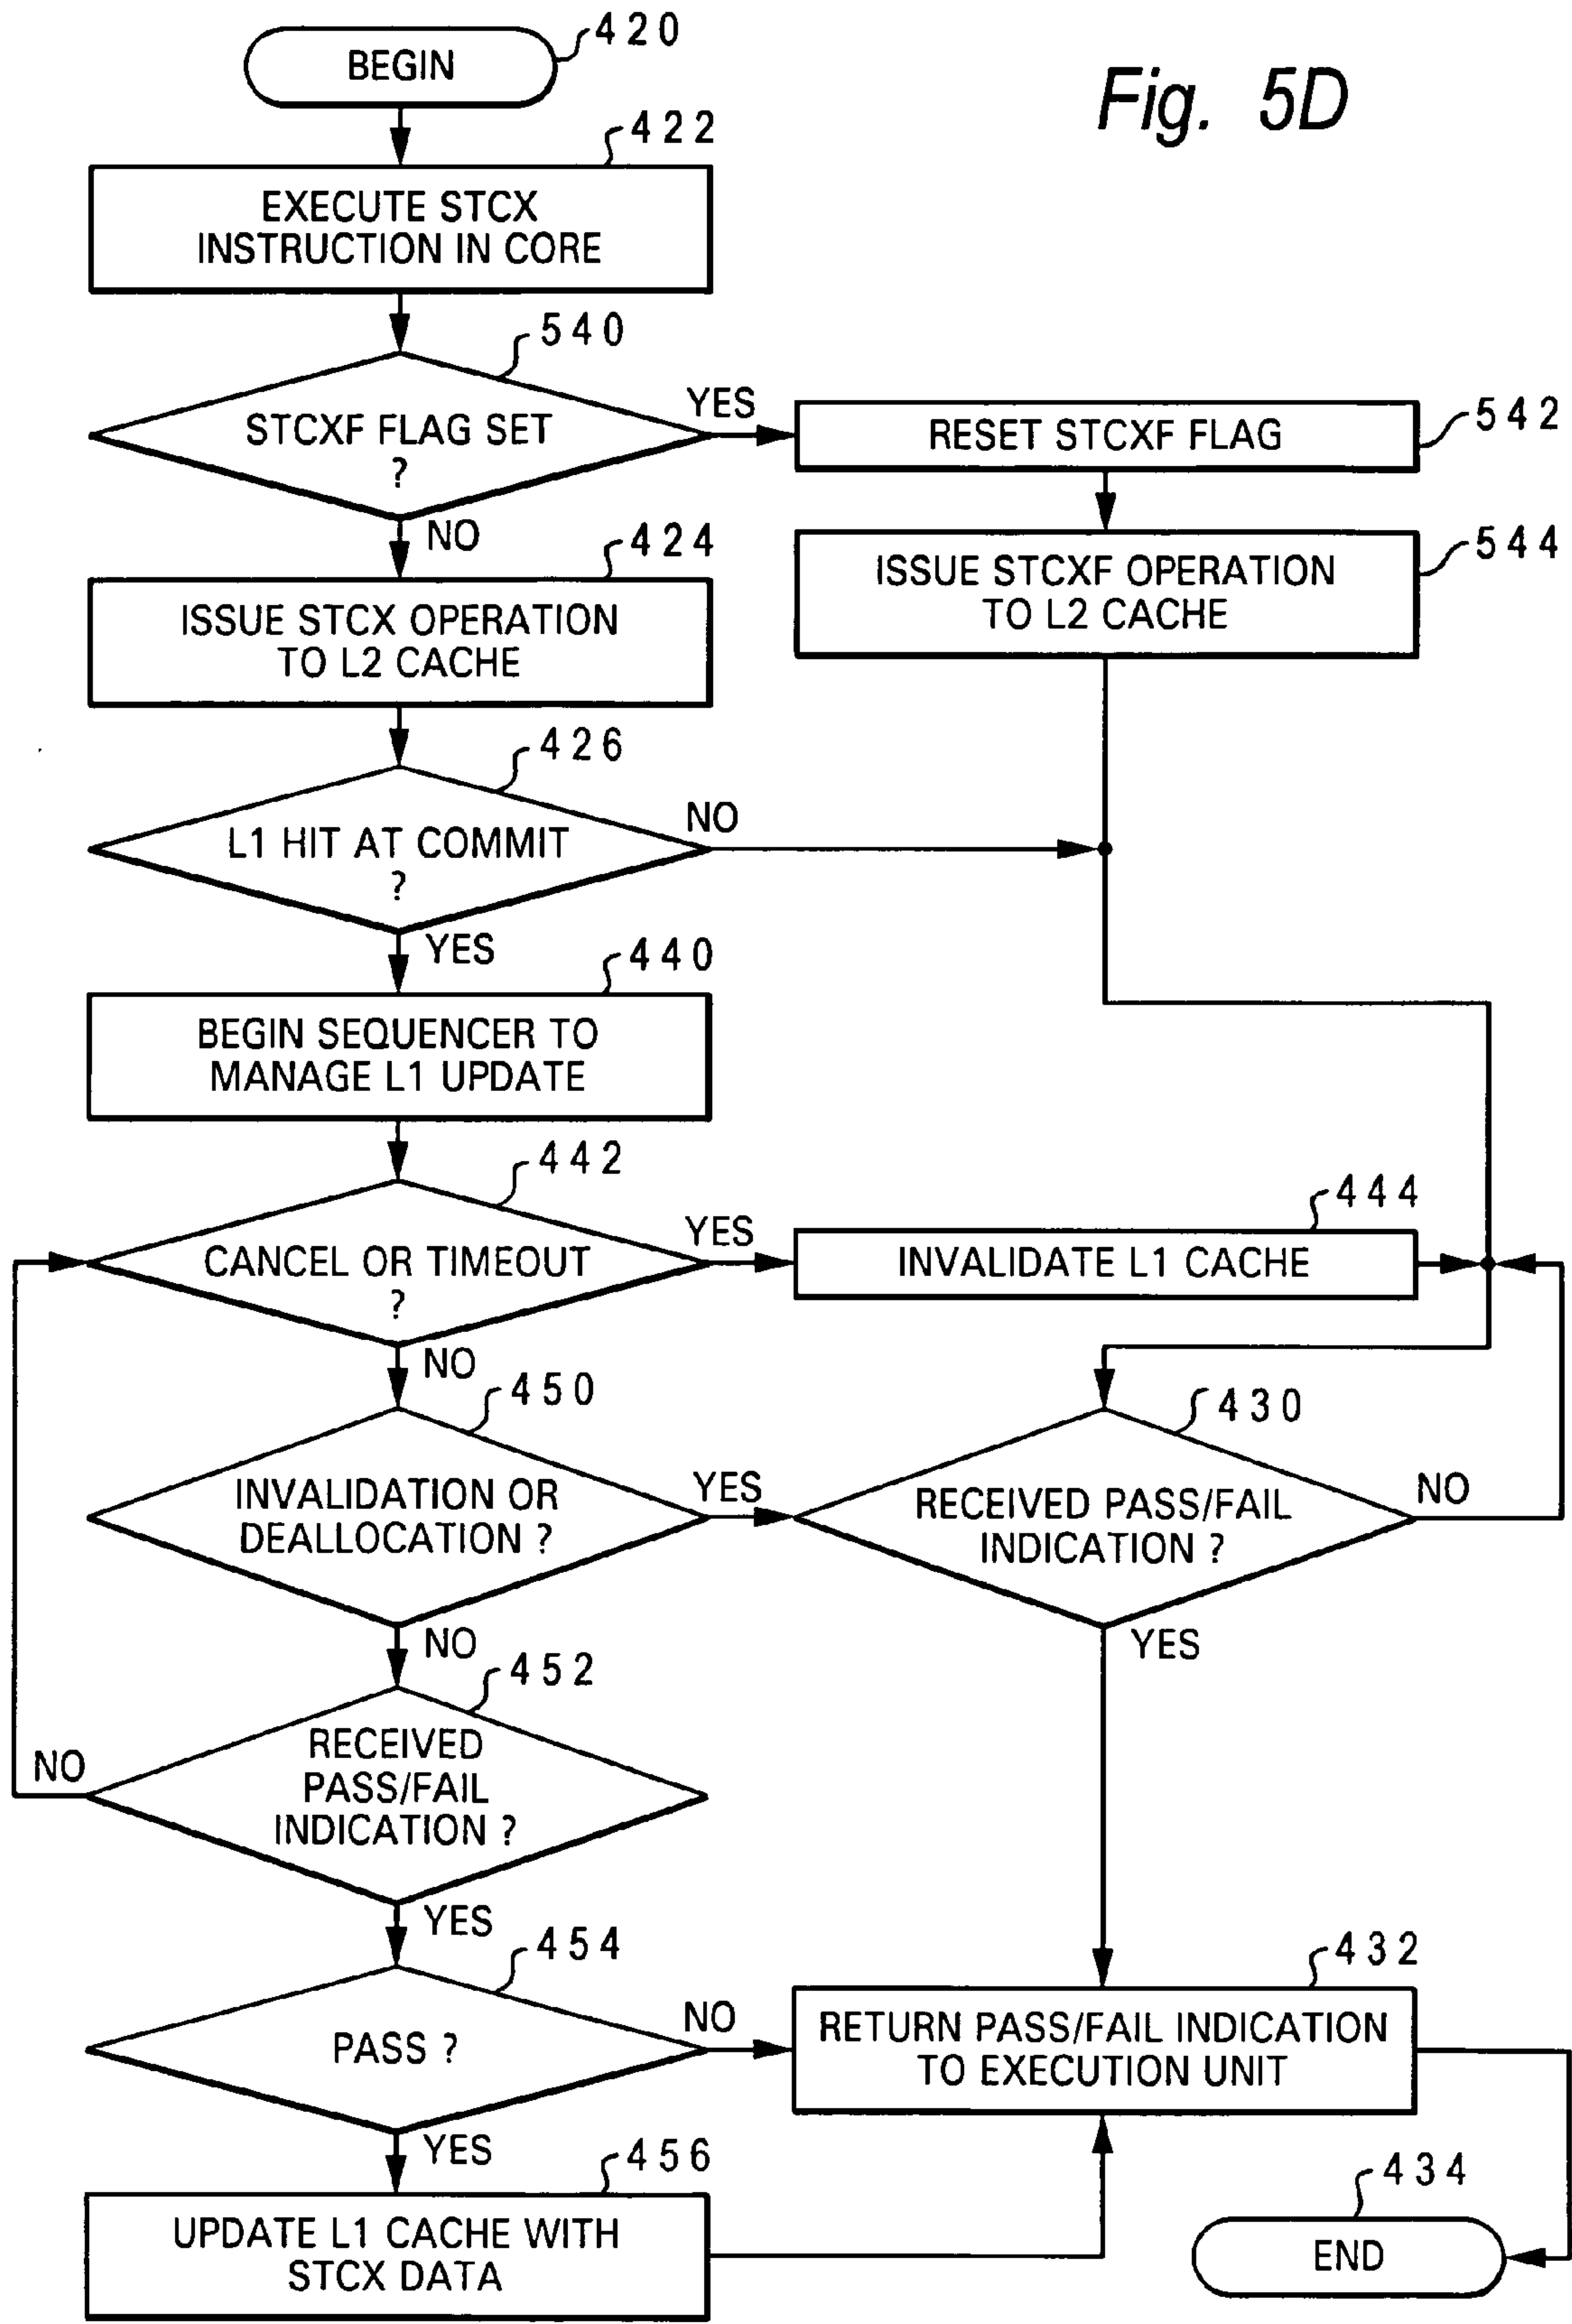 Fig. 5D
420
BEGIN
422
EXECUTE STCX
INSTRUCTION IN CORE
540
STCXF FLAG SET
?
YES
NO
542
RESET STCXF FLAG
544
ISSUE STCXF OPERATION
TO L2 CACHE
424
ISSUE STCX OPERATION
TO L2 CACHE
426
L1 HIT AT COMMIT
?
NO
YES
440
BEGIN SEQUENCER TO
MANAGE L1 UPDATE
442
CANCEL OR TIMEOUT
?
YES
NO
444
INVALIDATE L1 CACHE
450
INVALIDATION OR
DEALLOCATION ?
YES
NO
430
RECEIVED PASS/FAIL
INDICATION ?
NO
YES
452
RECEIVED
PASS/FAIL
INDICATION ?
NO
YES
454
PASS ?
NO
YES
432
RETURN PASS/FAIL INDICATION
TO EXECUTION UNIT
456
UPDATE L1 CACHE WITH
STCX DATA
434
END